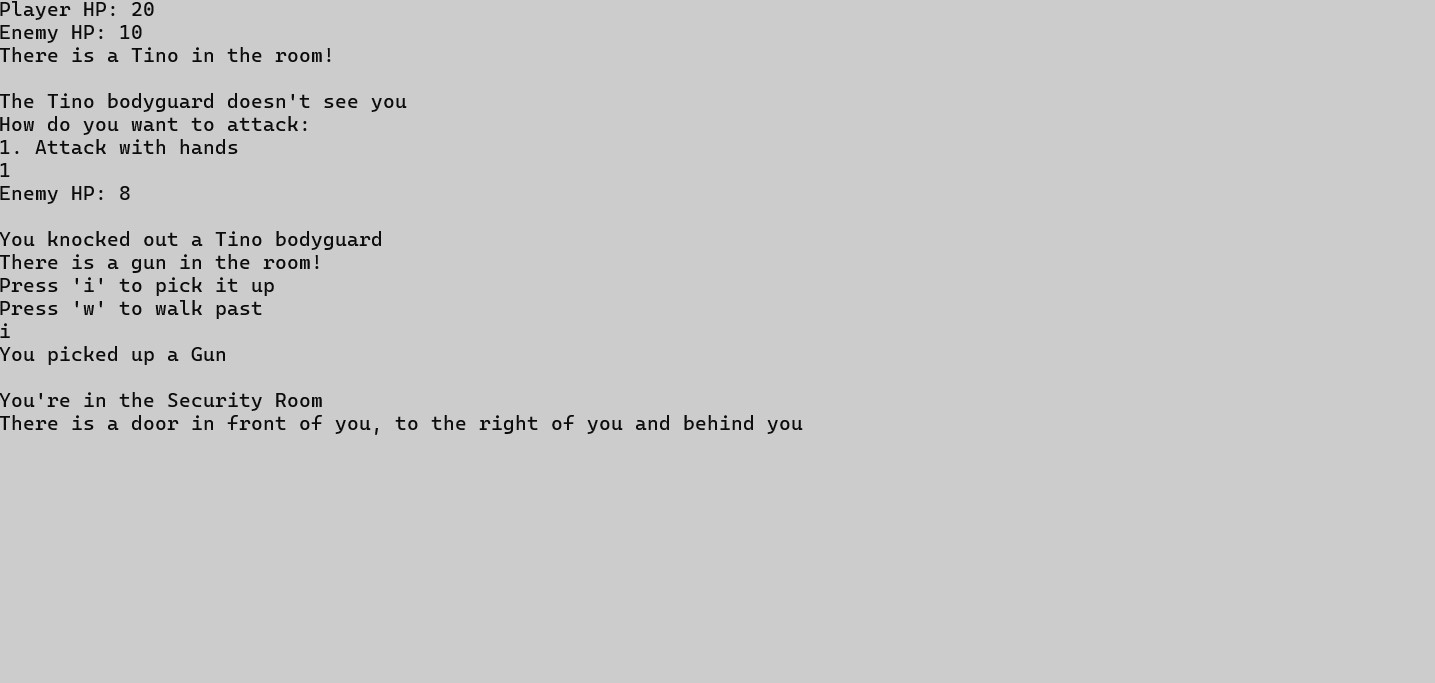 Player HP: 20
Enemy HP: 10
There is a Tino in the room!
The Tino bodyguard doesn't see you
How do you want to attack:
1. Attack with hands
1
Enemy HP: 8
You knocked out a Tino bodyguard
There is a gun in the room!
Press 'i' to pick it up
Press 'w' to walk past
i
You picked up a Gun
You're in the Security Room
There is a door in front of you, to the right of you and behind you